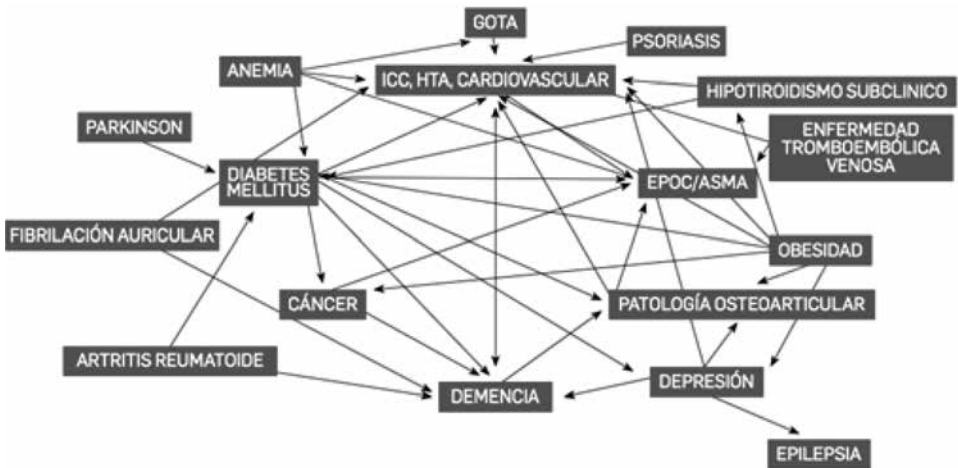 GOTA
PSORIASIS
ANEMIA
ICC, HTA, CARDIOVASCULAR
HIPOTIROIDISMO SUBCLINICO
PARKINSON
ENFERMEDAD
TROMBOEMBÓLICA
VENOSA
DIABETES
MELLITUS
EPOC/ASMA
FIBRILACIÓN AURICULAR
OBESIDAD
CÁNCER
PATOLOGÍA OSTEOARTICULAR
ARTRITIS REUMATOIDE
DEPRESIÓN
DEMENCIA
EPILEPSIA